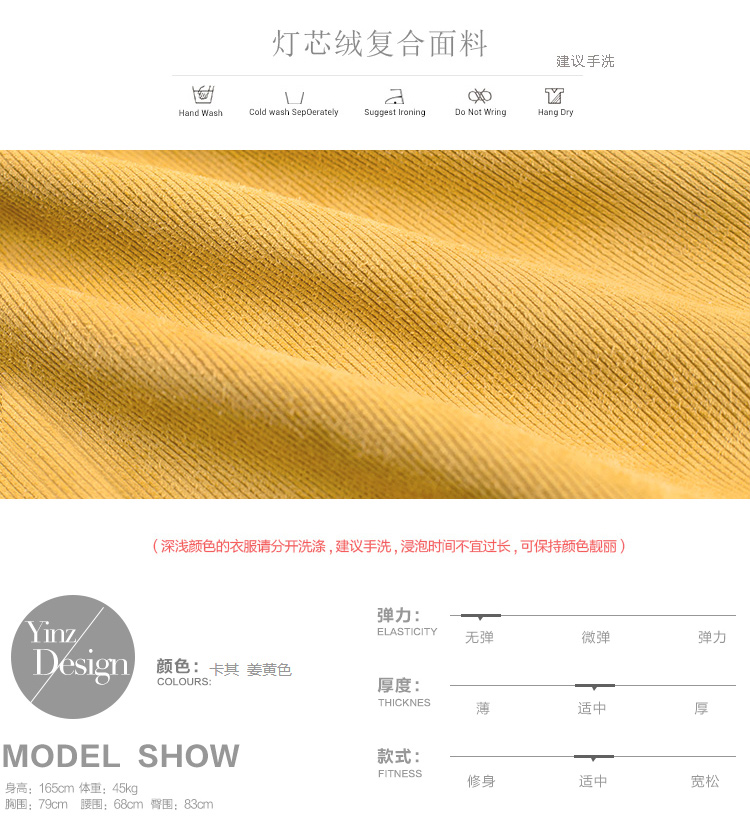 灯芯绒复合面料
建议手洗
Hand Wash
Cold wash SepOerately
Suggest Ironing
Do Not Wring
Hang Dry
（深浅颜色的衣服请分开洗涤，建议手洗，浸泡时间不宜过长，可保持颜色靓丽）
Yinz
Design
颜色： 卡其 姜黄色
COLOURS:
弹力：
ELASTICITY
无弹 微弹 弹力
厚度：
THICKNES
薄 适中 厚
款式：
FITNESS
修身 适中 宽松
MODEL SHOW
身高：165cm 体重：45kg
胸围：79cm 腰围：68cm 臀围：83cm